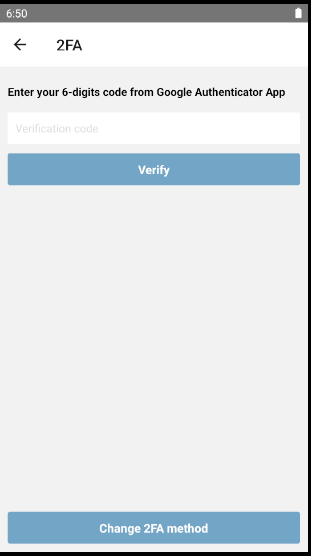 6:50
2FA
Enter your 6-digits code from Google Authenticator App
Verification code
Verify
Change 2FA method